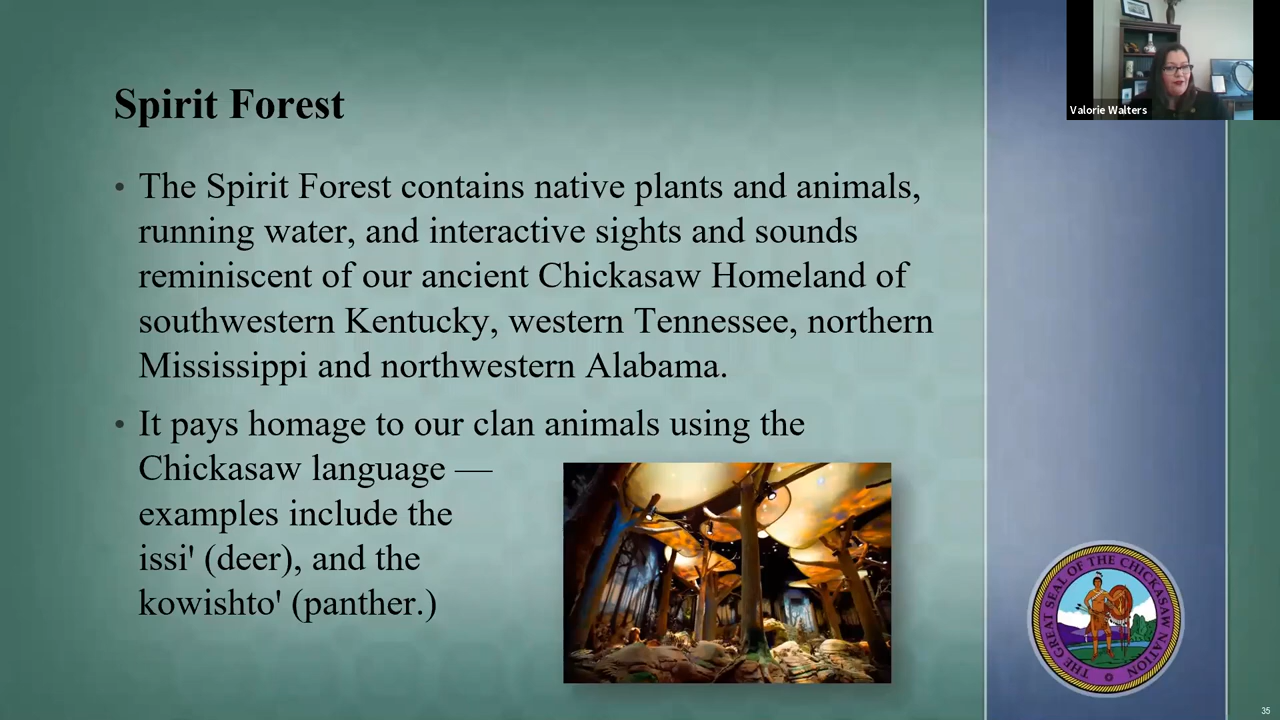 Valorie Walters
Spirit Forest
• The Spirit Forest contains native plants and animals,
running water, and interactive sights and sounds
reminiscent of our ancient Chickasaw Homeland of
southwestern Kentucky, western Tennessee, northern
Mississippi and northwestern Alabama.
• It pays homage to our clan animals using the
Chickasaw language —
examples include the
issi' (deer), and the
kowishto' (panther.)
THE GREAT SEAL OF THE CHICKASAW NATION
35